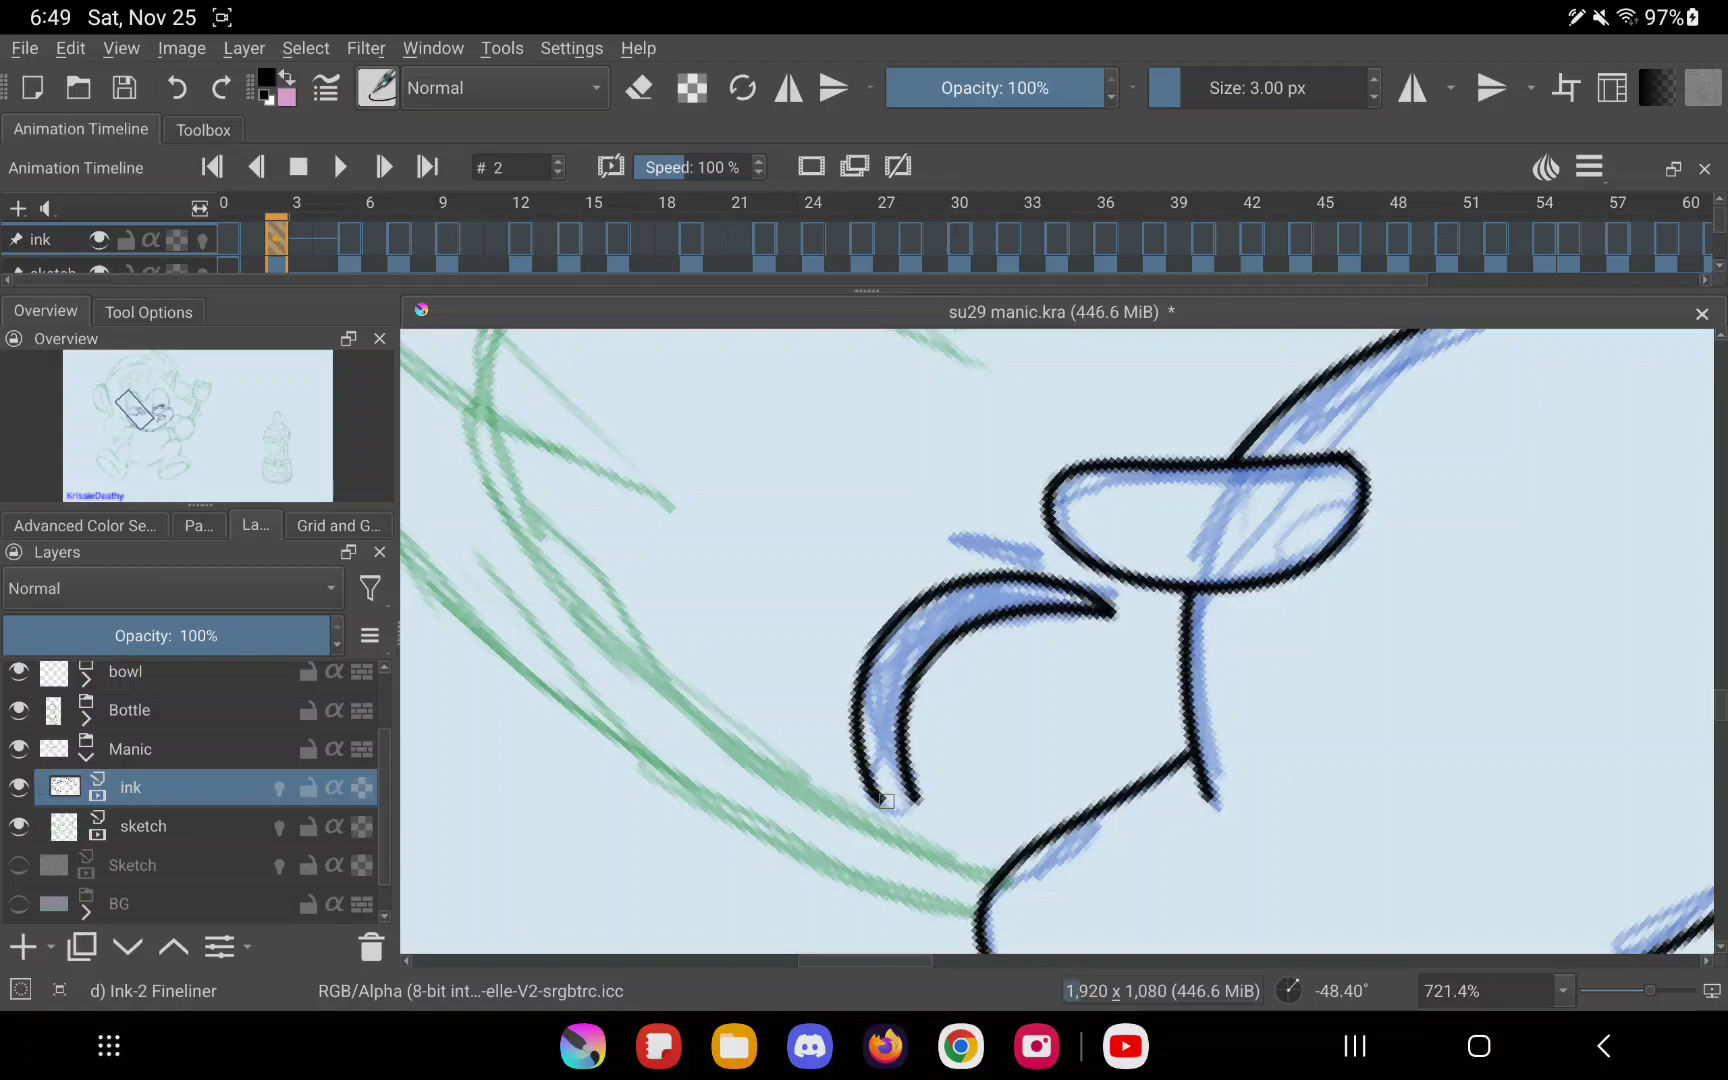 6:49 Sat, Nov 25 97%
File Edit View Image Layer Select Filter Window Tools Settings Help
Normal Opacity: 100% Size: 3.00 px
Animation Timeline Toolbox
Animation Timeline # 2 Speed: 100 %
0 3 6 9 12 15 18 21 24 27 30 33 36 39 42 45 48 51 54 57 60
ink
sketch
Overview Tool Options
su29 manic.kra (446.6 MiB) *
Overview
KrissieDeathy
Advanced Color Se... Pa... La... Grid and G...
Layers
Normal
Opacity: 100%
bowl
Bottle
Manic
ink
sketch
Sketch
BG
d) Ink-2 Fineliner RGB/Alpha (8-bit int...-elle-V2-srgbtrc.icc 1,920 x 1,080 (446.6 MiB) -48.40° 721.4%